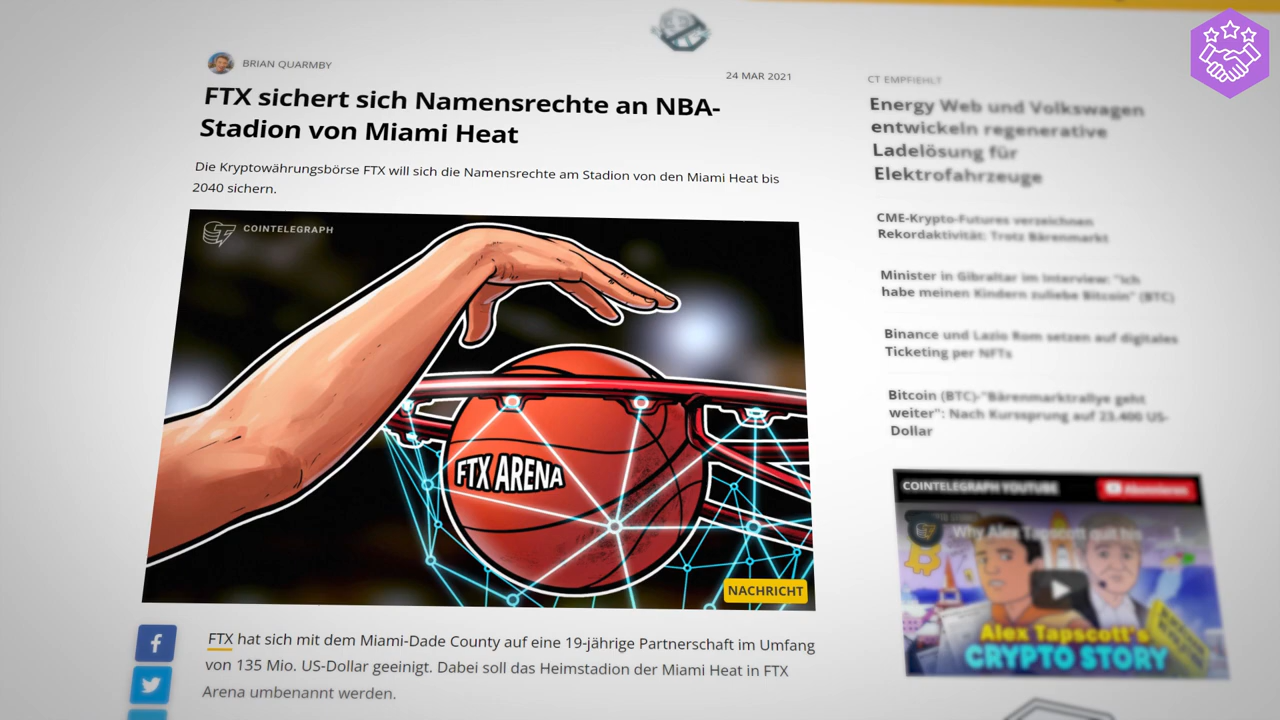 BRIAN QUARMBY
24 MAR 2021
FTX sichert sich Namensrechte an NBA-
Stadion von Miami Heat
Die Kryptowährungsbörse FTX will sich die Namensrechte am Stadion von den Miami Heat bis
2040 sichern.
COINTELEGRAPH
FTX ARENA
NACHRICHT
FTX hat sich mit dem Miami-Dade County auf eine 19-jährige Partnerschaft im Umfang
von 135 Mio. US-Dollar geeinigt. Dabei soll das Heimstadion der Miami Heat in FTX
Arena umbenannt werden.
CT EMPFIEHLT
Energy Web und Volkswagen
entwickeln regenerative
Ladelösung für
Elektrofahrzeuge
CME-Krypto-Futures verzeichnen
Rekordaktivität: Trotz Bärenmarkt
Minister in Gibraltar im Interview: "Ich
habe meinen Kindern zuliebe Bitcoin" (BTC)
Binance und Lazio Rom setzen auf digitales
Ticketing per NFTs
Bitcoin (BTC)-"Bärenmarktrallye geht
weiter": Nach Kurssprung auf 23.400 US-
Dollar
COINTELEGRAPH YOUTUBE
Abonnieren
Why Alex Tapscott quit his
Alex Tapscott's
CRYPTO STORY